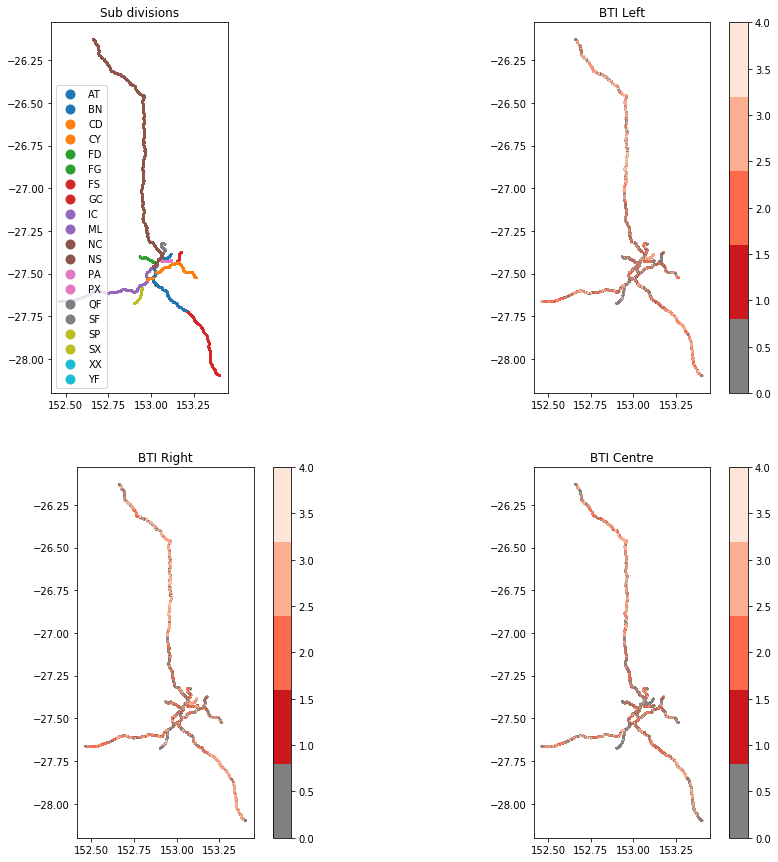 Sub divisions
−26.25
−26.50
−26.75
−27.00
−27.25
−27.50
−27.75
−28.00
AT
BN
CD
CY
FD
FG
FS
GC
IC
ML
NC
NS
PA
PX
QF
SF
SP
SX
XX
YF
152.50 152.75 153.00 153.25
BTI Left
−26.25
−26.50
−26.75
−27.00
−27.25
−27.50
−27.75
−28.00
152.50 152.75 153.00 153.25
4.0
3.5
3.0
2.5
2.0
1.5
1.0
0.5
0.0
BTI Right
−26.25
−26.50
−26.75
−27.00
−27.25
−27.50
−27.75
−28.00
152.50 152.75 153.00 153.25
4.0
3.5
3.0
2.5
2.0
1.5
1.0
0.5
0.0
BTI Centre
−26.25
−26.50
−26.75
−27.00
−27.25
−27.50
−27.75
−28.00
152.50 152.75 153.00 153.25
4.0
3.5
3.0
2.5
2.0
1.5
1.0
0.5
0.0